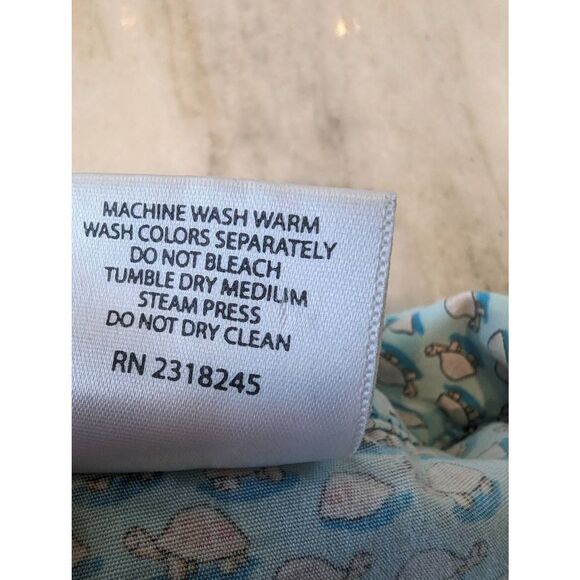 MACHINE WASH WARM
WASH COLORS SEPARATELY
DO NOT BLEACH
TUMBLE DRY MEDIUM
STEAM PRESS
DO NOT DRY CLEAN
RN 2318245